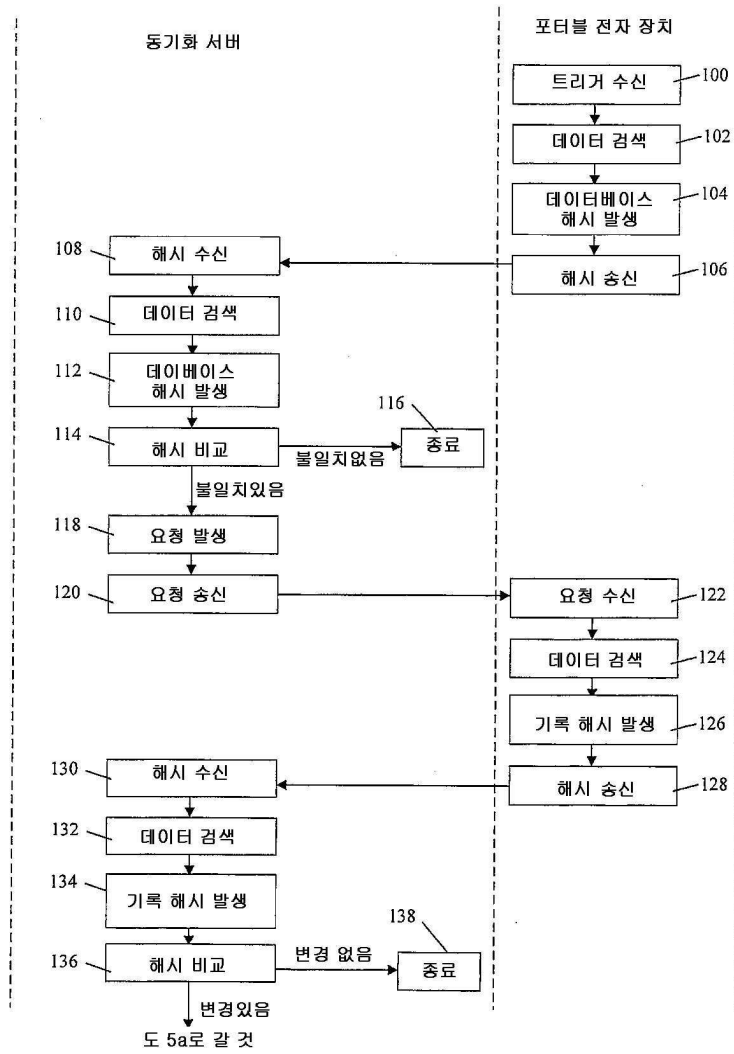 동기화 서버
포터블 전자 장치
트리거 수신
100
데이터 검색
102
데이터베이스
해시 발생
104
108
해시 수신
해시 송신
106
110
데이터 검색
112
데이베이스
해시 발생
114
해시 비교
불일치없음
116
종료
불일치있음
118
요청 발생
120
요청 송신
요청 수신
122
데이터 검색
124
기록 해시 발생
126
130
해시 수신
해시 송신
128
132
데이터 검색
134
기록 해시 발생
136
해시 비교
변경 없음
138
종료
변경있음
도 5a로 갈 것